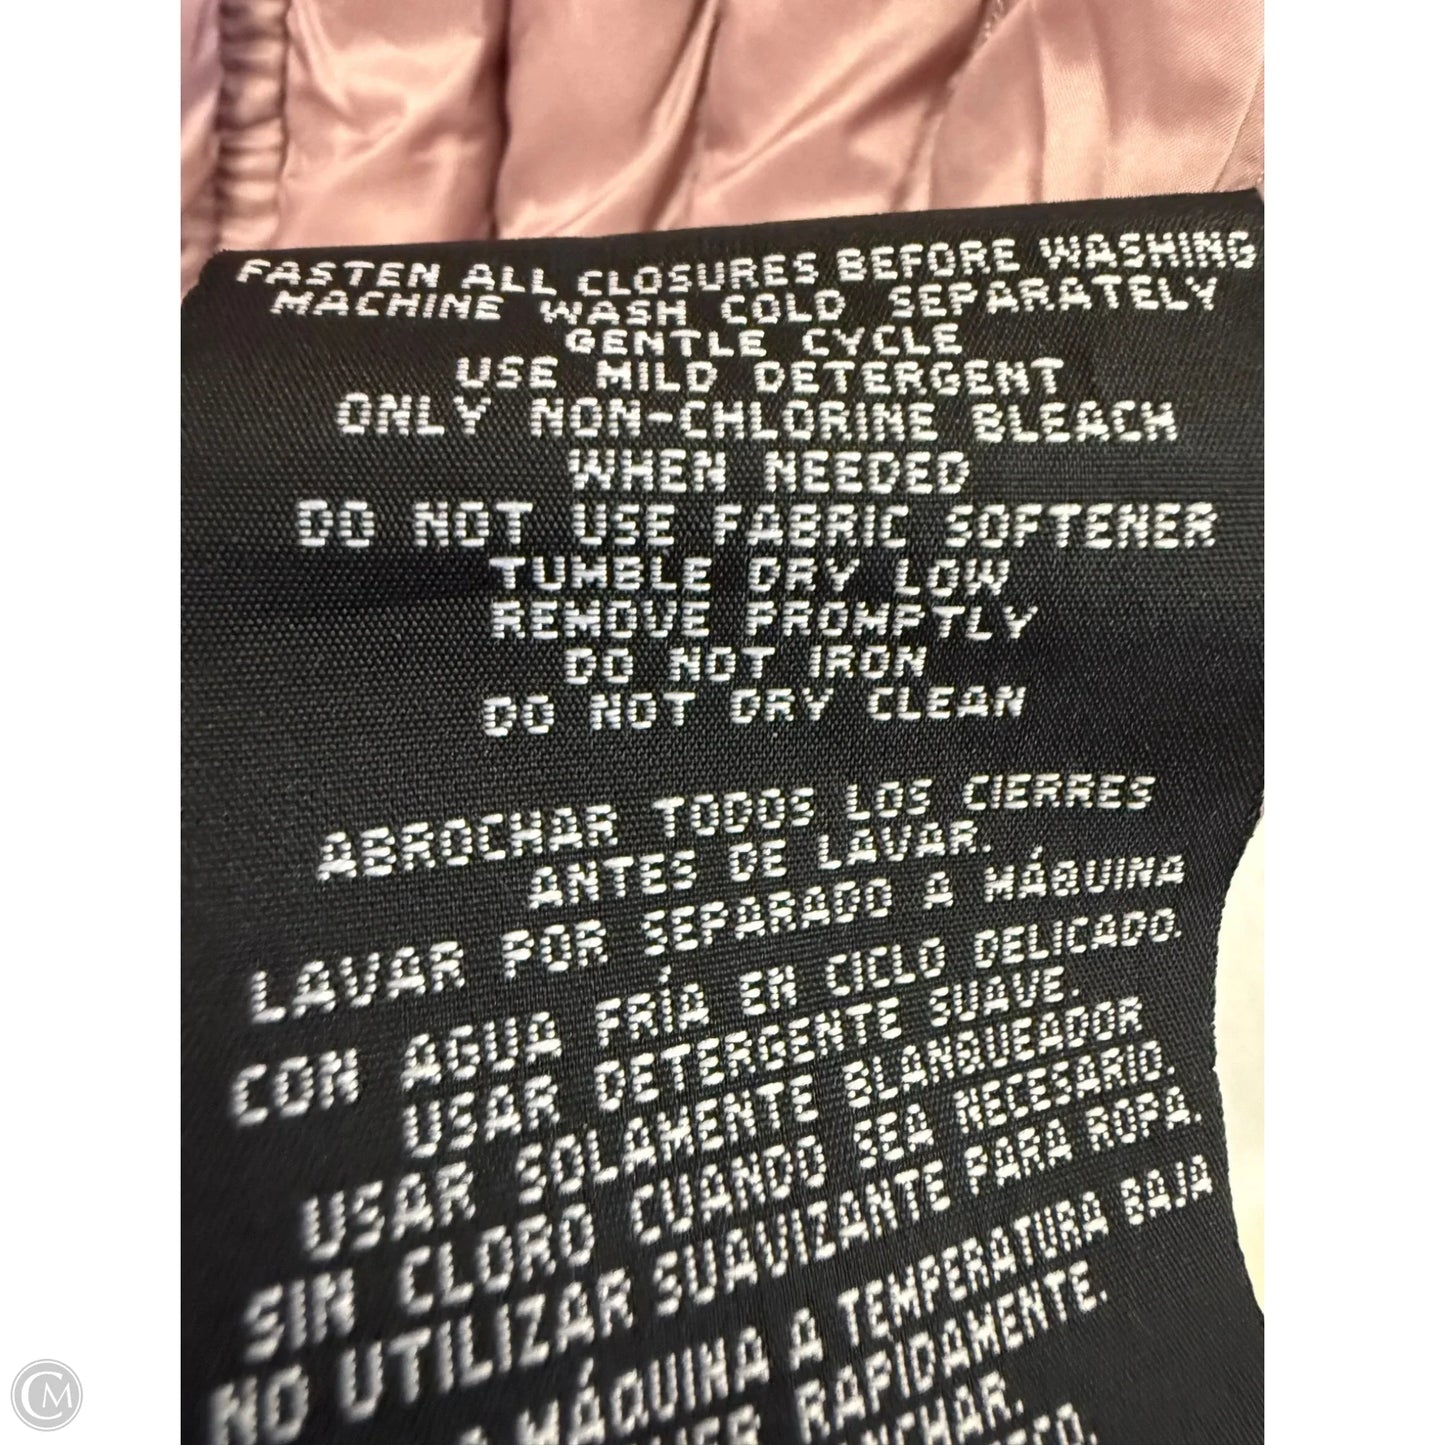 FASTEN ALL CLOSURES BEFORE WASHING
MACHINE WASH COLD SEPARATELY
GENTLE CYCLE
USE MILD DETERGENT
ONLY NON-CHLORINE BLEACH
WHEN NEEDED
DO NOT USE FABRIC SOFTENER
TUMBLE DRY LOW
REMOVE PROMPTLY
DO NOT IRON
DO NOT DRY CLEAN
ABROCHAR TODOS LOS CIERRES
ANTES DE LAVAR.
LAVAR POR SEPARADO A MÁQUINA
CON AGUA FRÍA EN CICLO DELICADO.
USAR DETERGENTE SUAVE.
USAR SOLAMENTE BLANQUEADOR
SIN CLORO CUANDO SEA NECESARIO.
NO UTILIZAR SUAVIZANTE PARA ROPA.
A MÁQUINA A TEMPERATURA BAJA
RAPIDAMENTE.
CM